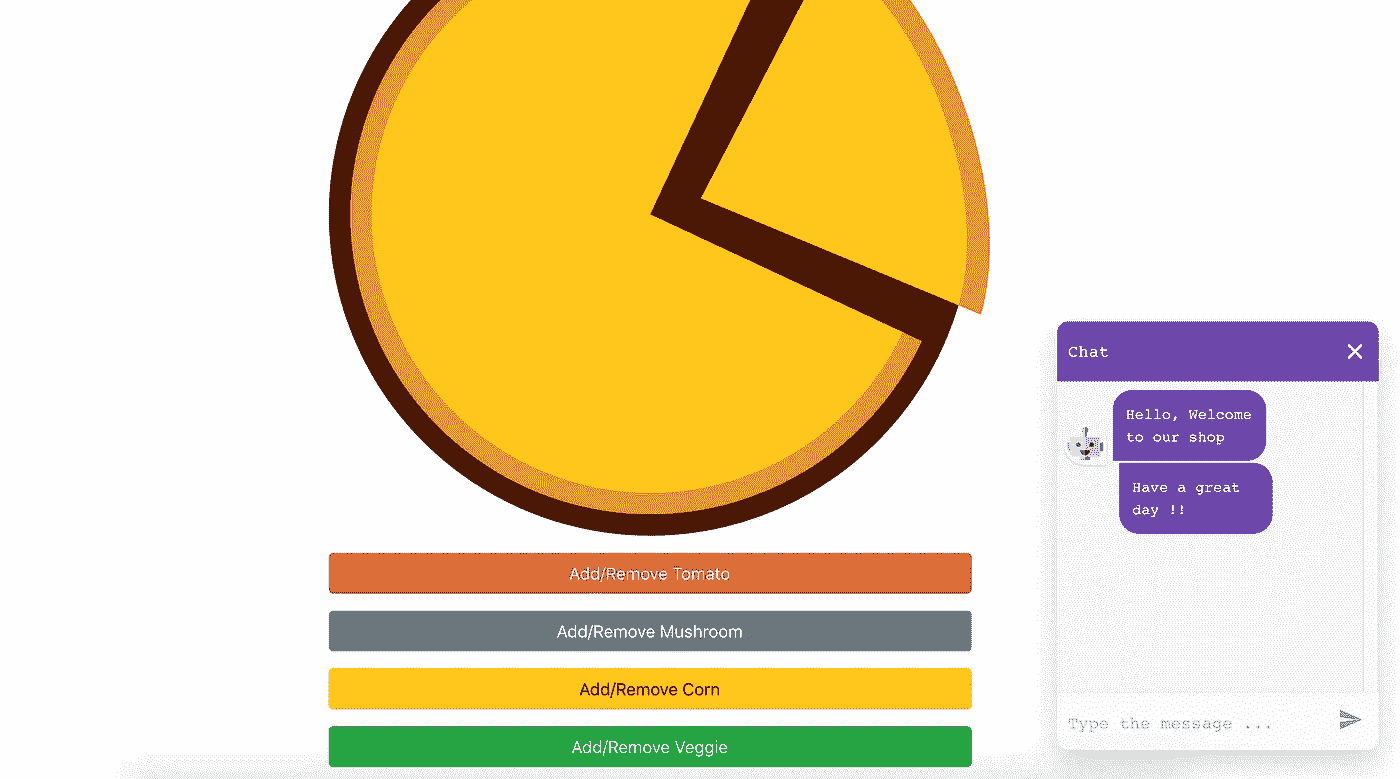 Add/Remove Tomato
Add/Remove Mushroom
Add/Remove Corn
Add/Remove Veggie
Chat
Hello, Welcome
to our shop
Have a great
day !!
Type the message ...